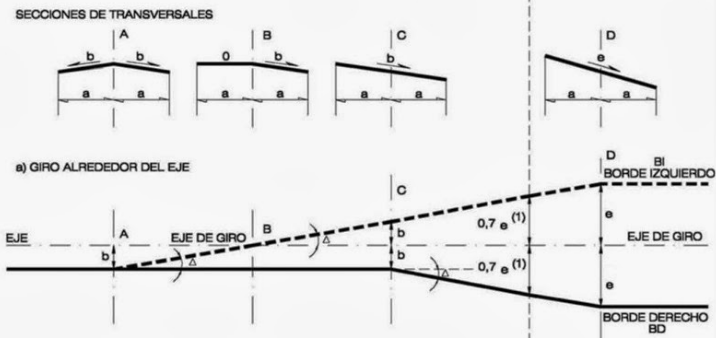 SECCIONES DE TRANSVERSALES
A B C D
b b 0 b b e
a a a a a a a a
a) GIRO ALREDEDOR DEL EJE
D
BI
BORDE IZQUIERDO
C
A B
EJE EJE DE GIRO EJE DE GIRO
b Δ Δ b b Δ 0,7 e (1) 0,7 e (1) e e
BORDE DERECHO
BD